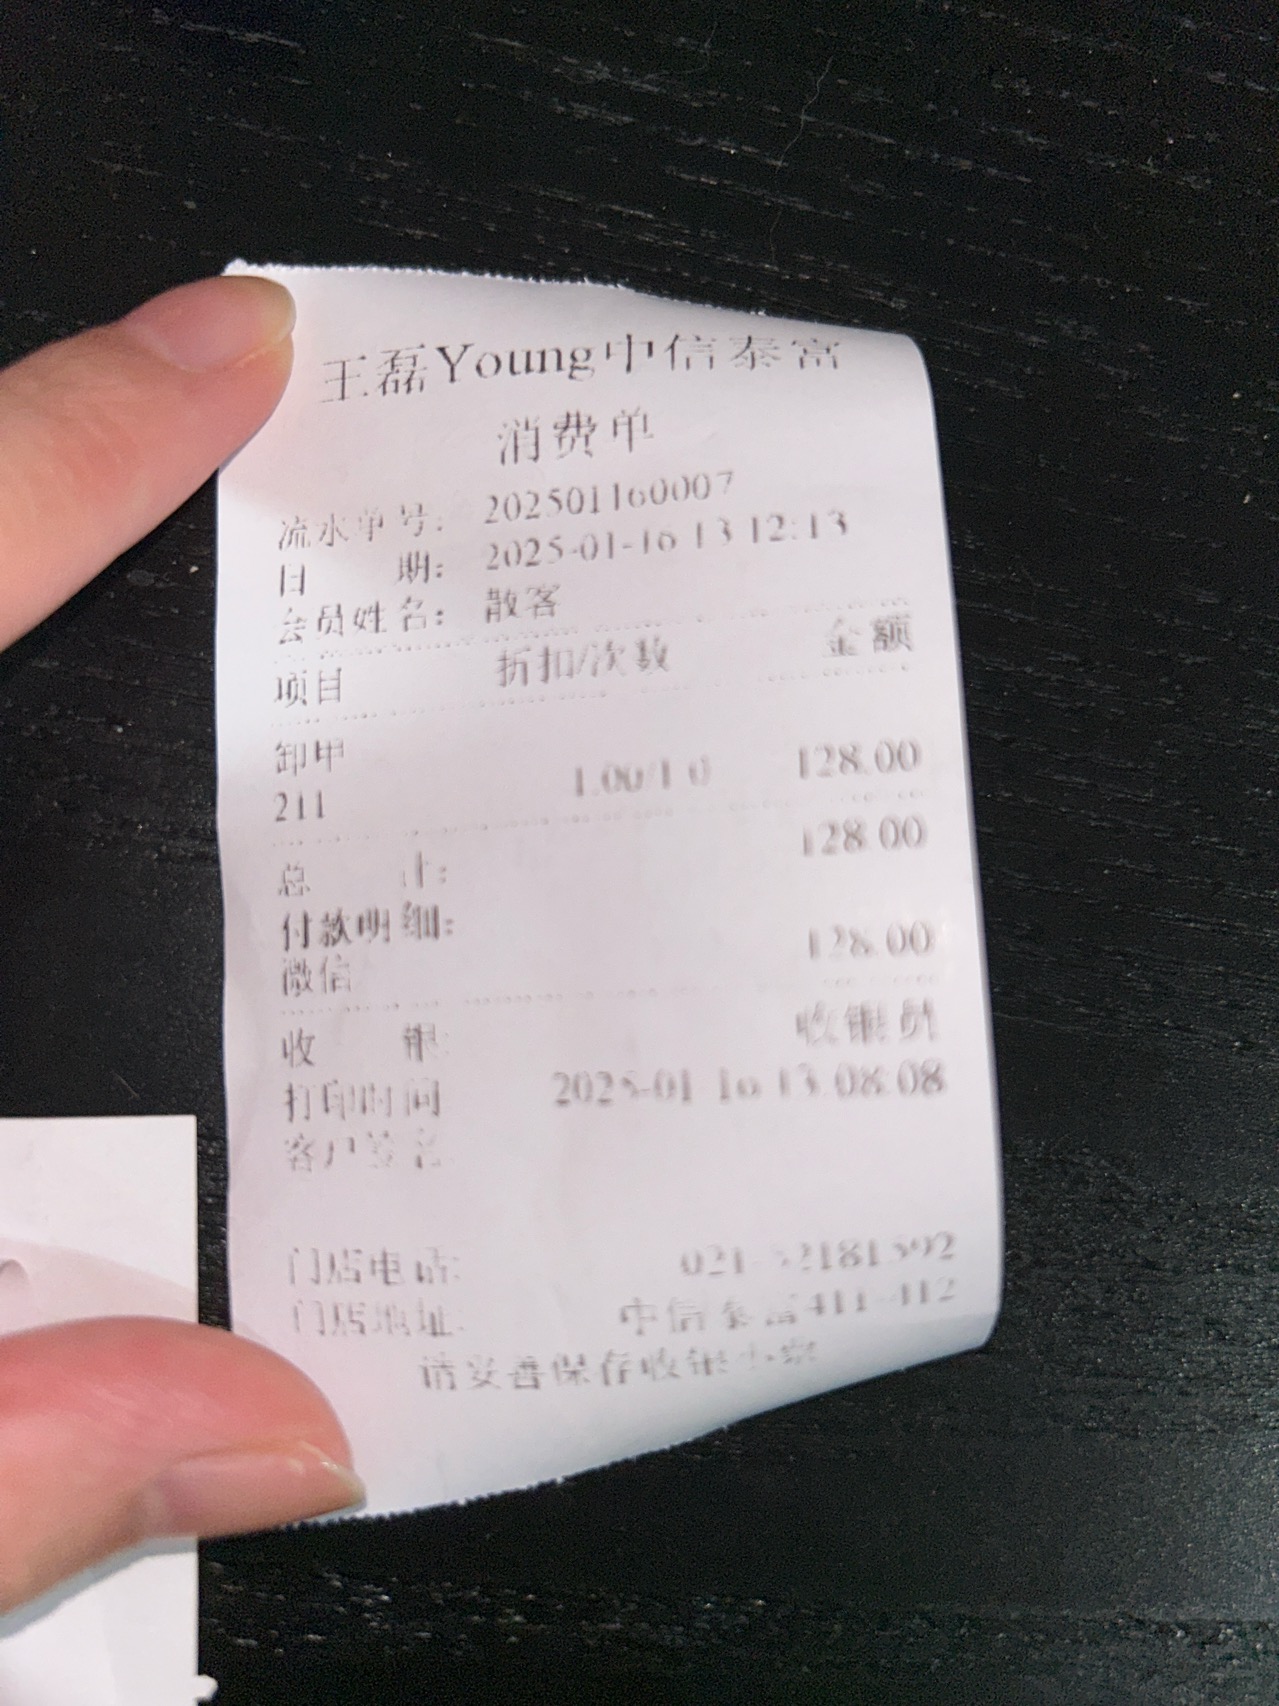 王磊Young中信泰富
消费单
流水单号: 202501160007
日 期: 2025-01-16 13 12:13
会员姓名: 散客
项目 折扣/次数 金额
卸甲
211 1.00/1 0 128.00
总 计: 128.00
付款明细:
微信 128.00
收 银: 收银员
打印时间 2025-01 16 13:08:08
客户签名
门店电话: 021-52181592
门店地址: 中信泰富411-412
请妥善保存收银小票